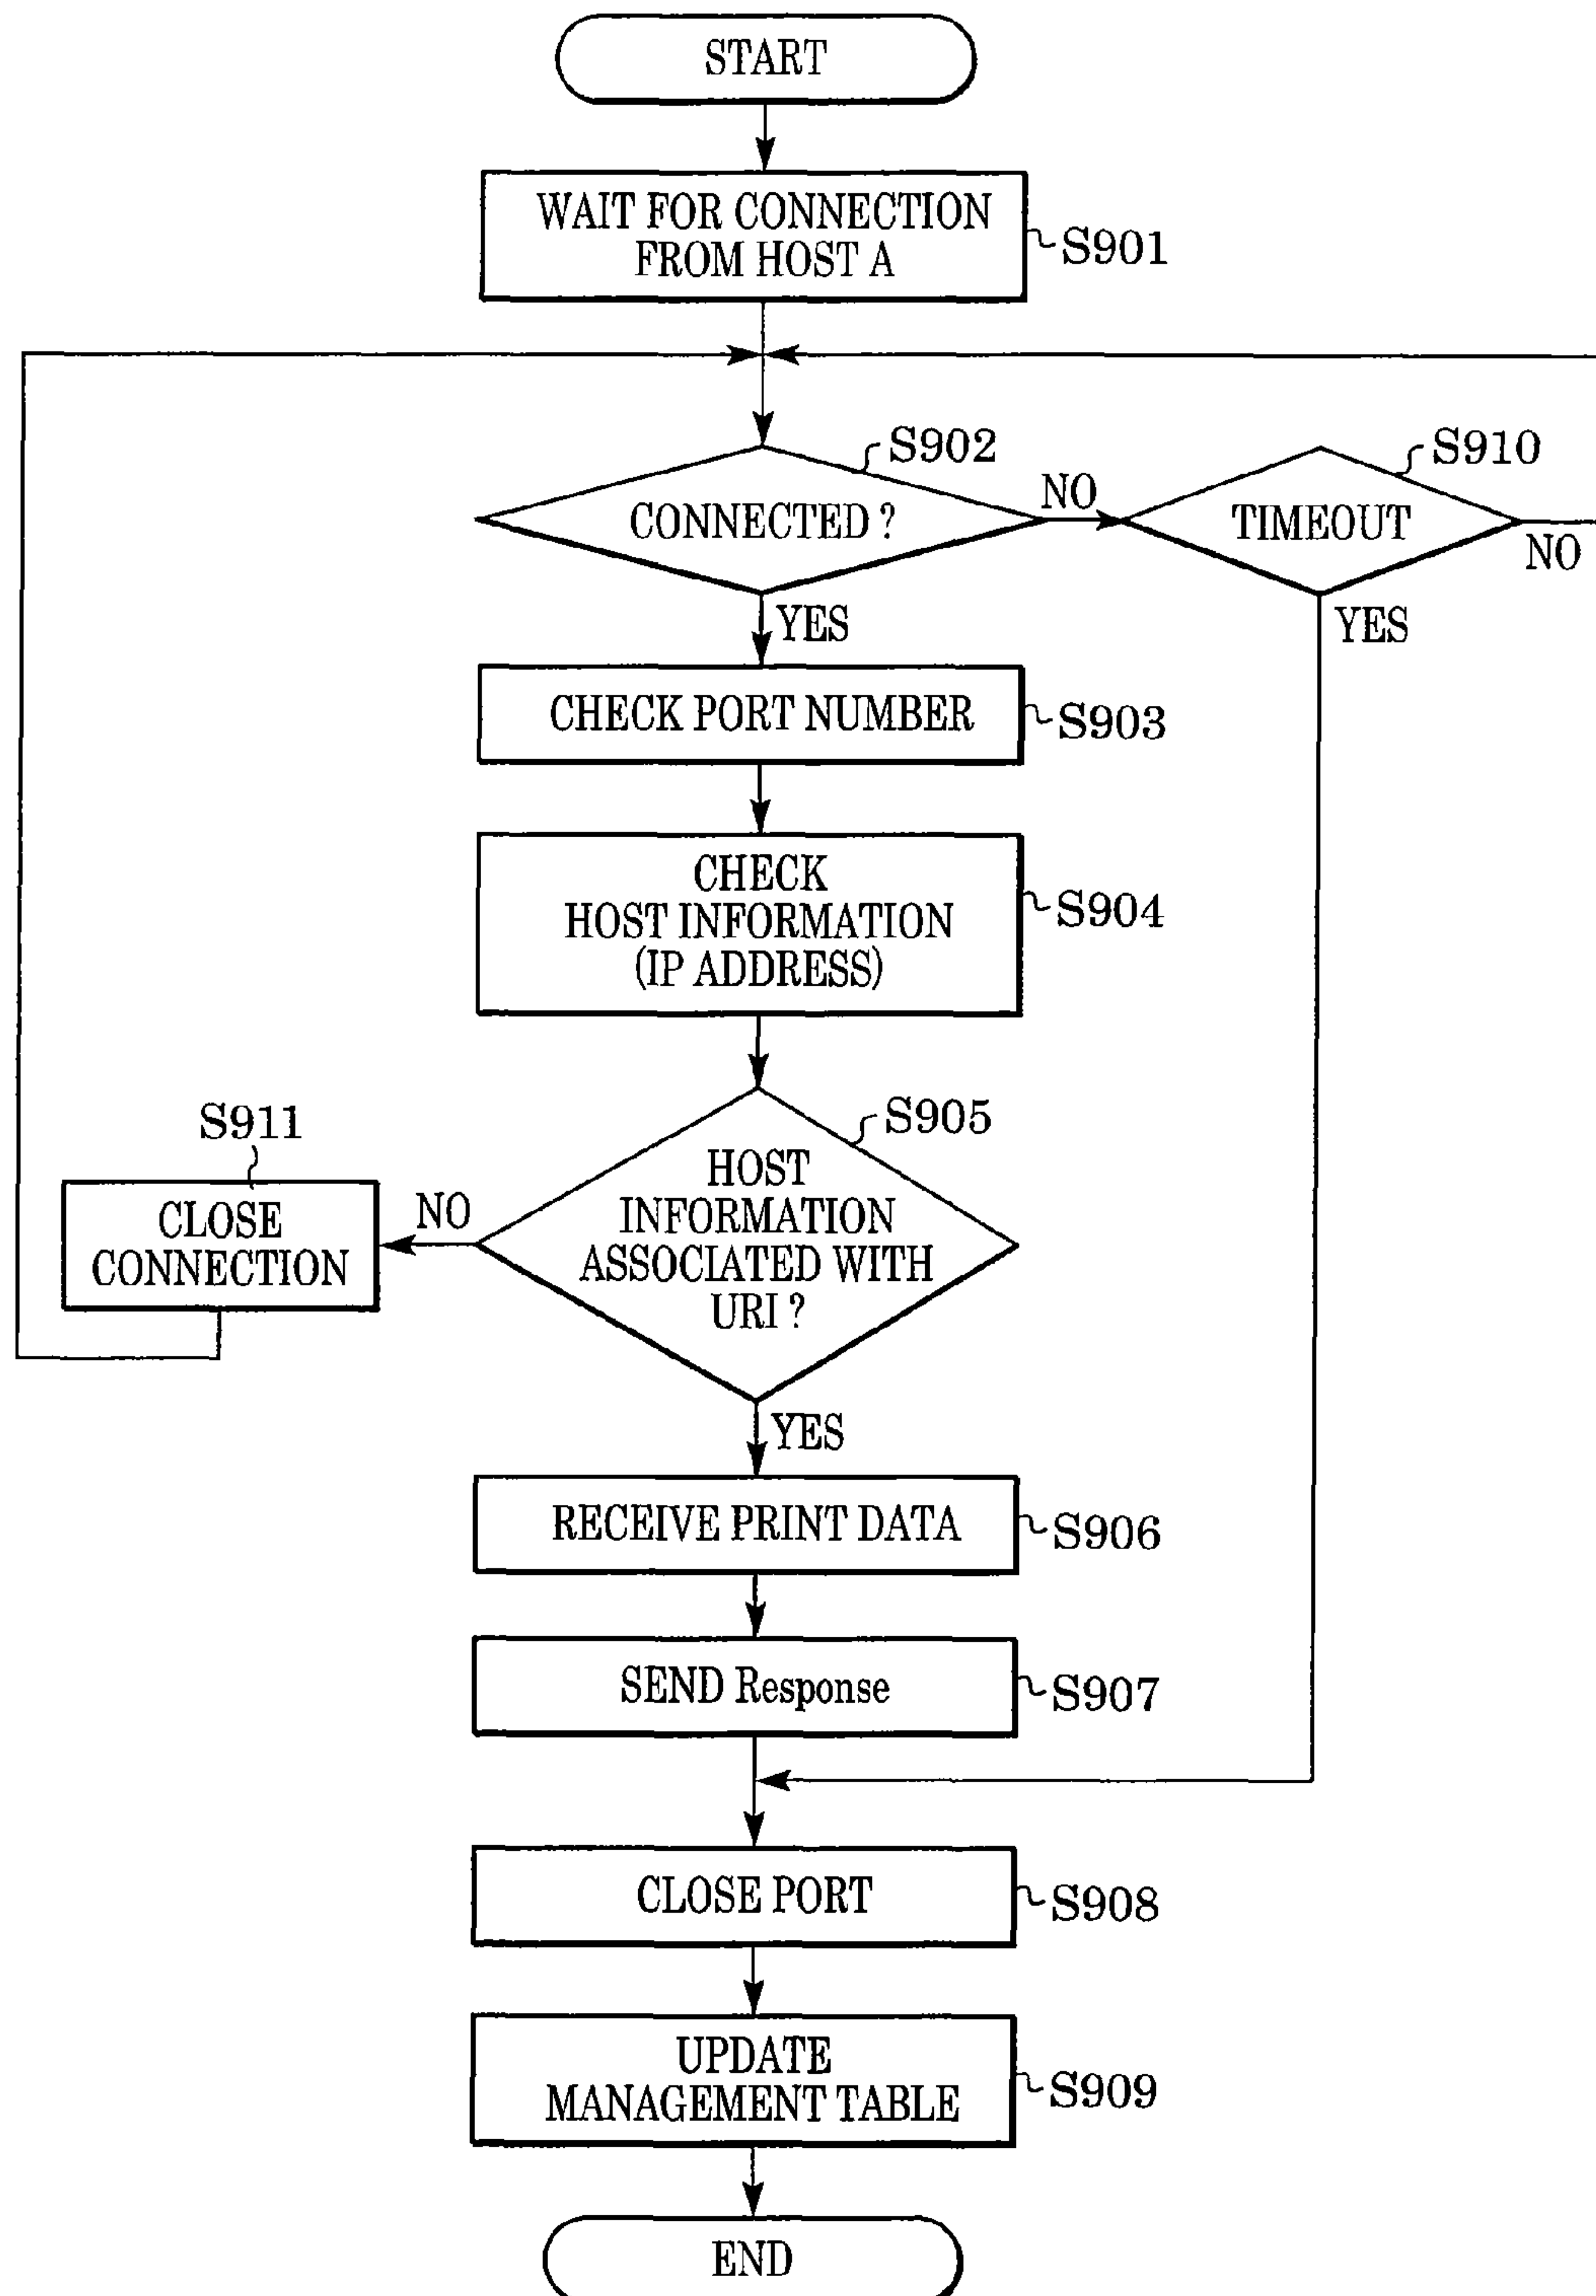 START
WAIT FOR CONNECTION
FROM HOST A
S901
S902
S910
CONNECTED ?
NO
TIMEOUT
NO
YES
YES
CHECK PORT NUMBER
S903
CHECK
HOST INFORMATION
(IP ADDRESS)
S904
S911
S905
CLOSE
CONNECTION
NO
HOST
INFORMATION
ASSOCIATED WITH
URI ?
YES
RECEIVE PRINT DATA
S906
SEND Response
S907
CLOSE PORT
S908
UPDATE
MANAGEMENT TABLE
S909
END